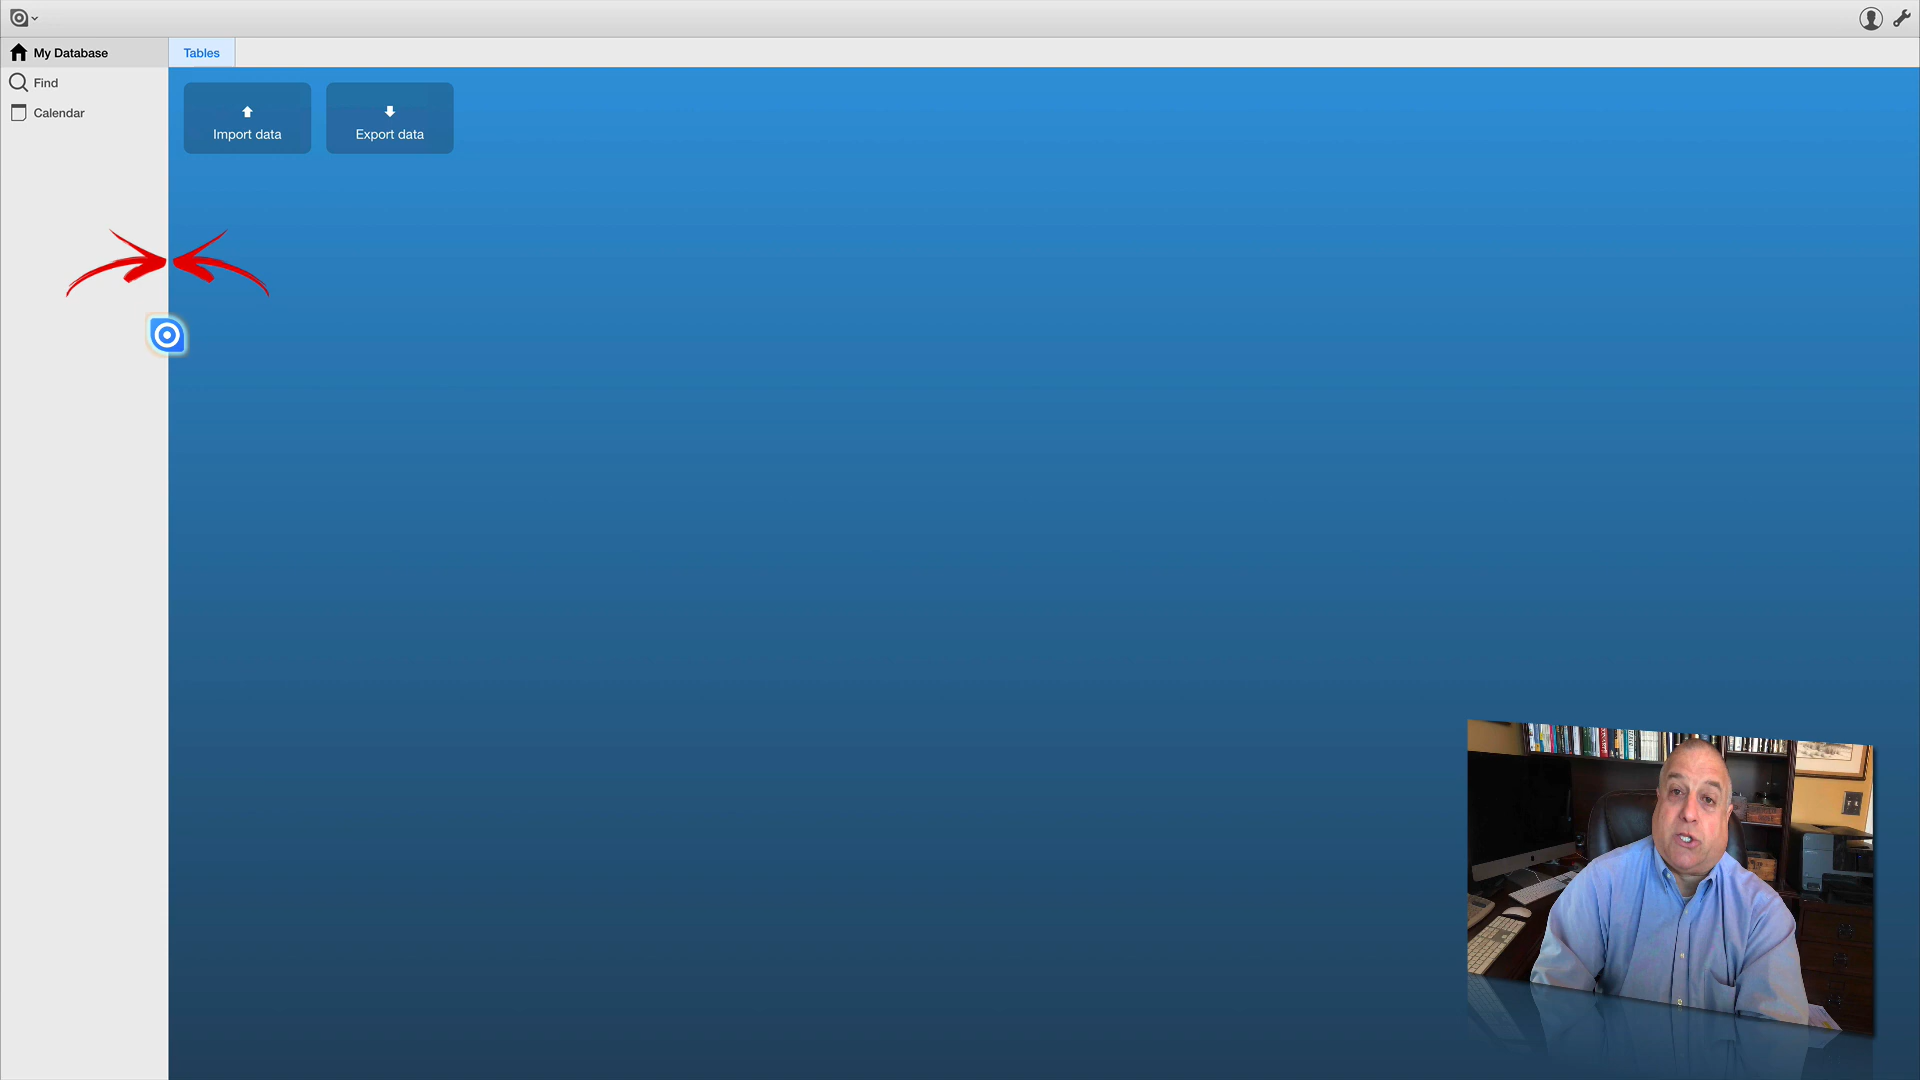 My Database
Tables
Find
Calendar
Import data
Export data